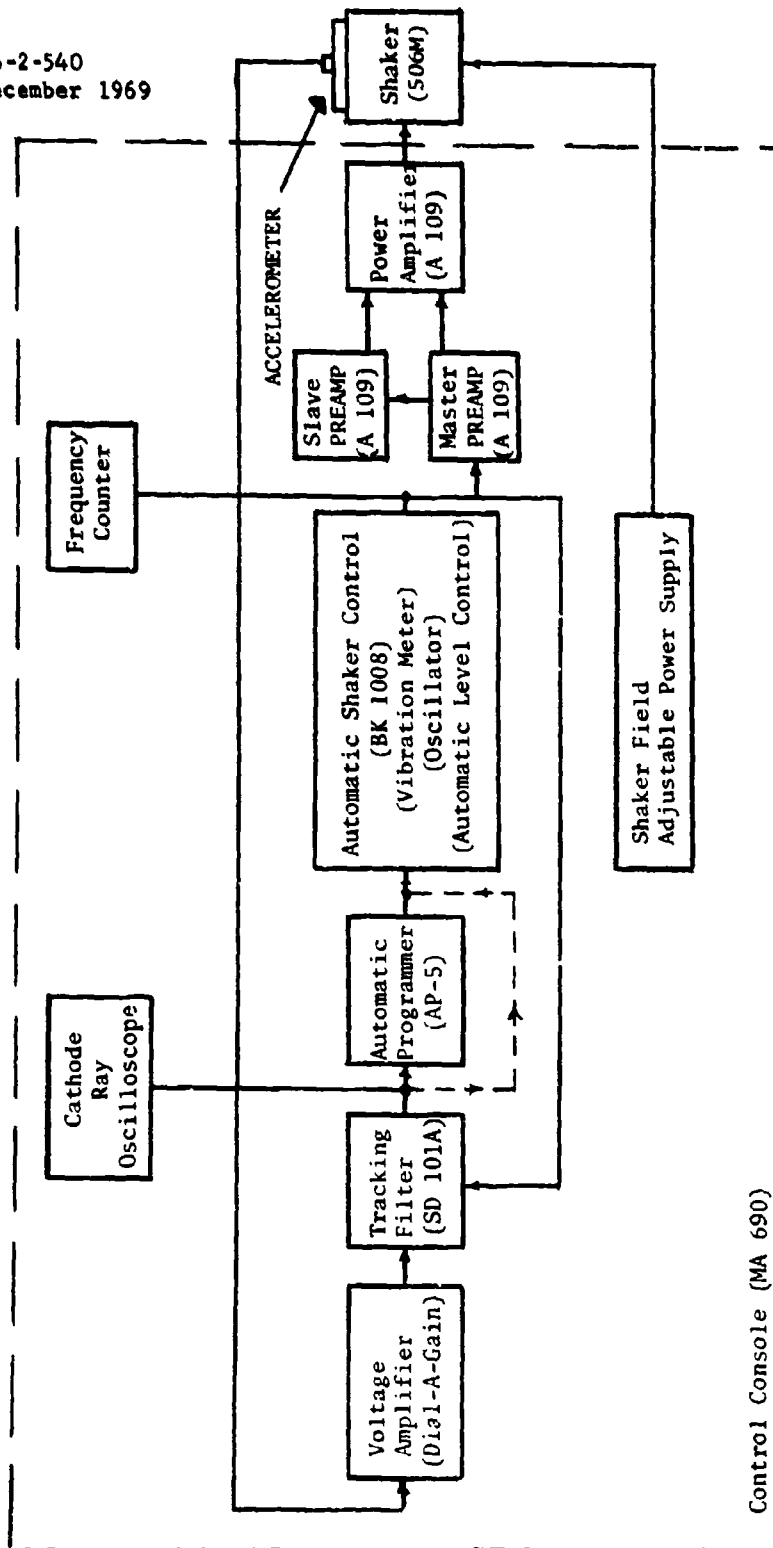 -2-540
ecember 1969
Cathode
Ray
Oscilloscope
Frequency
Counter
ACCELEROMETER
Voltage
Amplifier
(Dial-A-Gain)
Tracking
Filter
(SD 101A)
Automatic
Programmer
(AP-5)
Automatic Shaker Control
(BK 1008)
(Vibration Meter)
(Oscillator)
(Automatic Level Control)
Slave
PREAMP
(A 109)
Master
PREAMP
(A 109)
Power
Amplifier
(A 109)
Shaker
(506M)
Shaker Field
Adjustable Power Supply
Control Console (MA 690)